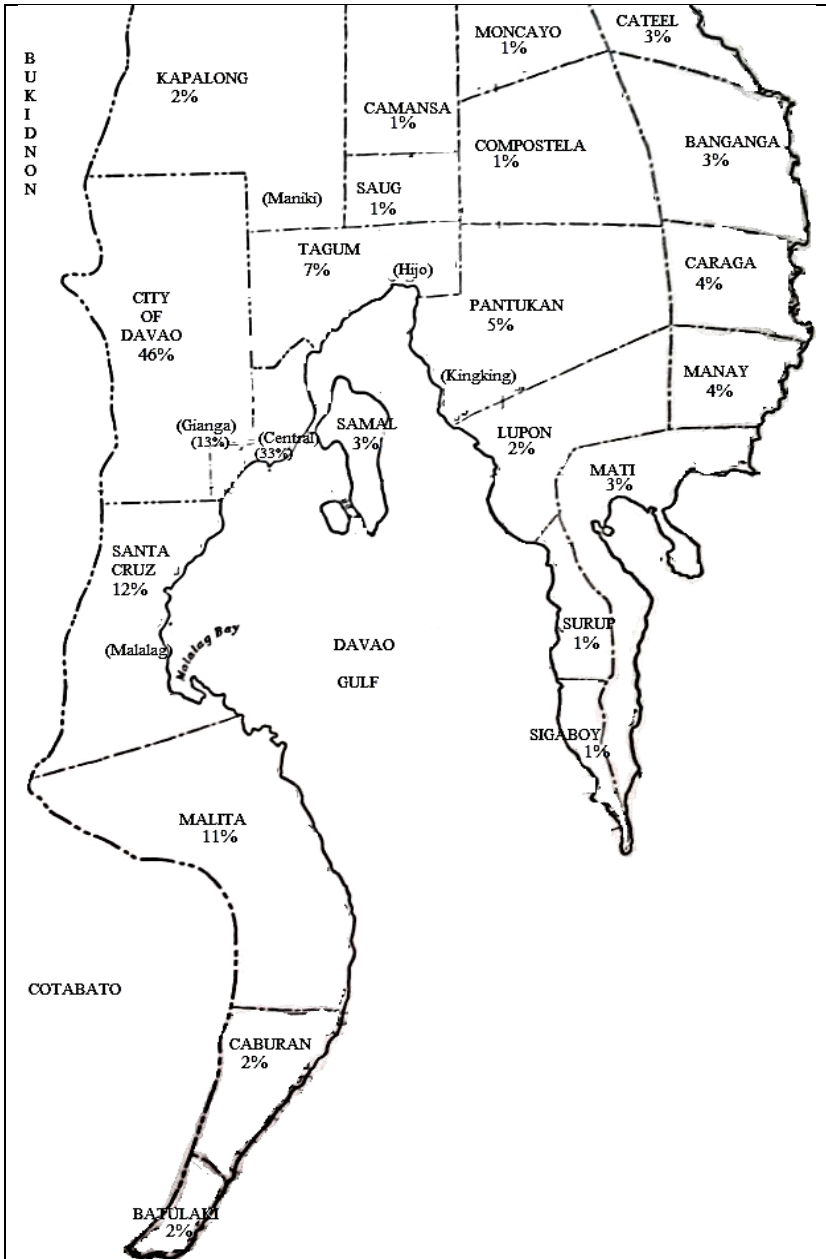 BUKIDNON
KAPALONG
2%
CAMANSA
1%
MONCAYO
1%
CATEEL
3%
COMPOSTELA
1%
BANGANGA
3%
(Maniki)
SAUG
1%
TAGUM
7%
(Hijo)
CARAGA
4%
CITY
OF
DAVAO
46%
PANTUKAN
5%
(Kingking)
MANAY
4%
(Gianga)
(13%)
(Central)
(33%)
SAMAL
3%
LUPON
2%
MATI
3%
SANTA
CRUZ
12%
(Malalag)
Malalag Bay
DAVAO
GULF
SURUP
1%
SIGABOY
1%
MALITA
11%
COTABATO
CABURAN
2%
BATULAKI
2%